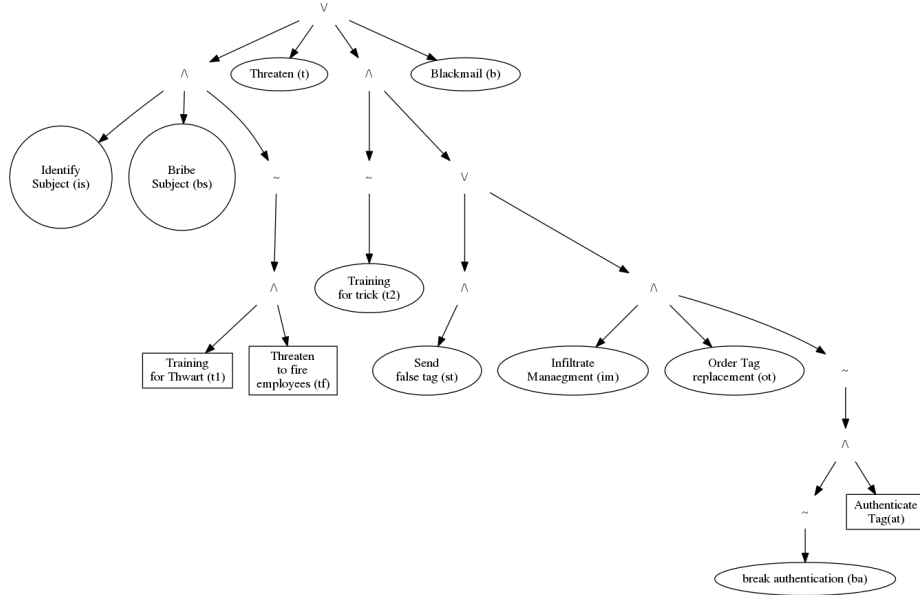 \/
/\
Threaten (t)
/\
Blackmail (b)
Identify
Subject (is)
Bribe
Subject (bs)
~
~
\/
/\
Training
for trick (t2)
/\
/\
Training
for Thwart (t1)
Threaten
to fire
employees (tf)
Send
false tag (st)
Infiltrate
Manaegment (im)
Order Tag
replacement (ot)
~
/\
~
Authenticate
Tag(at)
break authentication (ba)